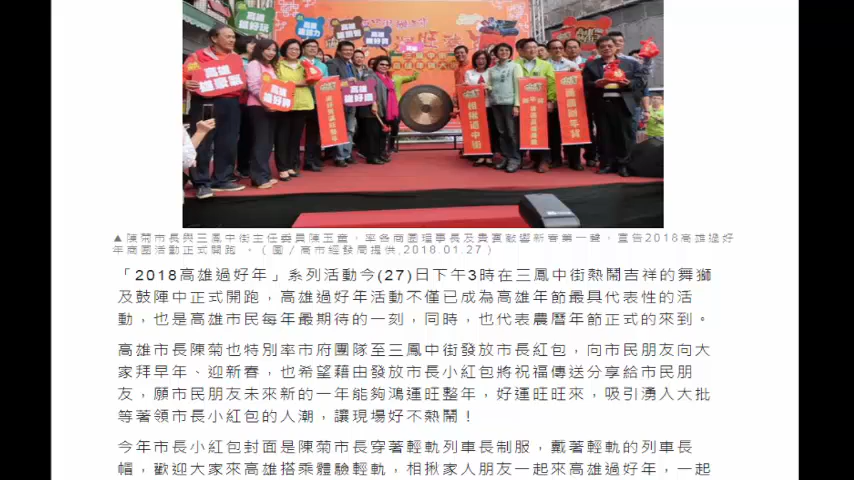 高雄
▲陳菊市長與三鳳中街主任委員陳玉童，率各商圈理事長及貴賓敲響新春第一聲，宣告2018高雄過好
年商圈活動正式開跑 。（圖／高市經發局提供,2018.01.27）
「2018高雄過好年」系列活動今(27)日下午3時在三鳳中街熱鬧吉祥的舞獅
及鼓陣中正式開跑，高雄過好年活動不僅已成為高雄年節最具代表性的活
動，也是高雄市民每年最期待的一刻，同時，也代表農曆年節正式的來到。
高雄市長陳菊也特別率市府團隊至三鳳中街發放市長紅包，向市民朋友向大
家拜早年、迎新春，也希望藉由發放市長小紅包將祝福傳送分享給市民朋
友，願市民朋友未來新的一年能夠鴻運旺整年，好運旺旺來，吸引湧入大批
等著領市長小紅包的人潮，讓現場好不熱鬧！
今年市長小紅包封面是陳菊市長穿著輕軌列車長制服，戴著輕軌的列車長
帽，歡迎大家來高雄搭乘體驗輕軌，相揪家人朋友一起來高雄過好年，一起